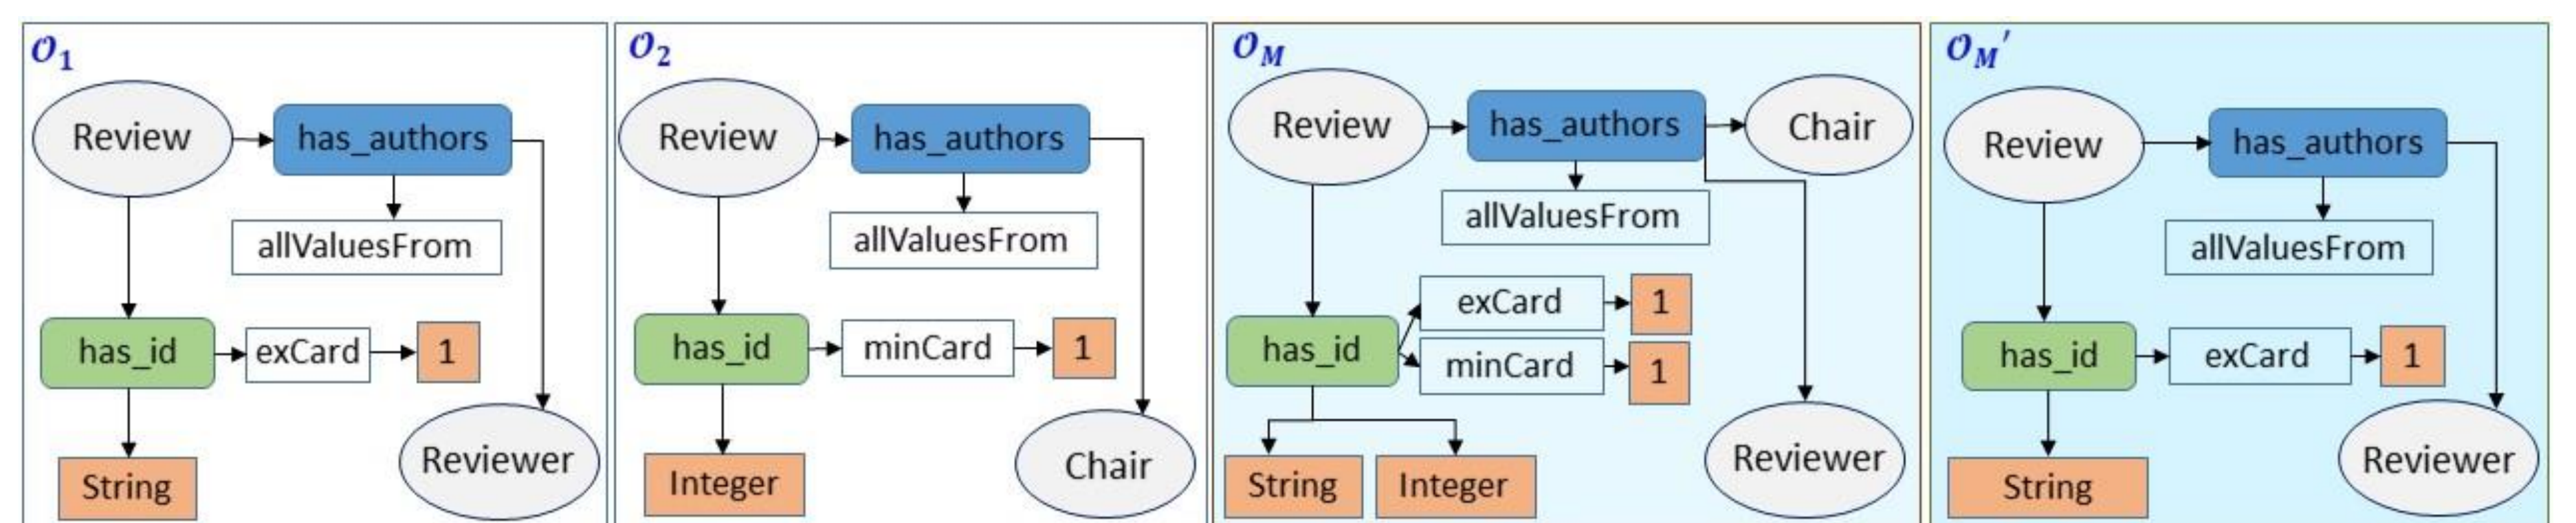 O1
Review
has_authors
allValuesFrom
has_id
exCard
1
String
Reviewer
O2
Review
has_authors
allValuesFrom
has_id
minCard
1
Integer
Chair
OM
Review
has_authors
Chair
allValuesFrom
exCard
1
has_id
minCard
1
String
Integer
Reviewer
OM'
Review
has_authors
allValuesFrom
has_id
exCard
1
String
Reviewer